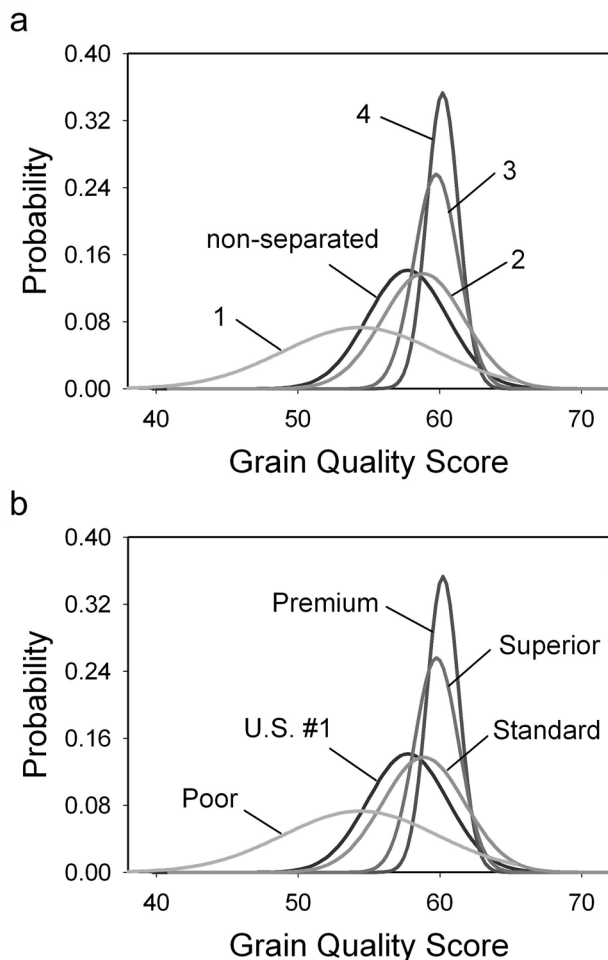 a
0.40
0.32
0.24
0.16
0.08
0.00
Probability
4
3
non-separated
2
1
40 50 60 70
Grain Quality Score
b
0.40
0.32
0.24
0.16
0.08
0.00
Probability
Premium
Superior
U.S. #1
Standard
Poor
40 50 60 70
Grain Quality Score